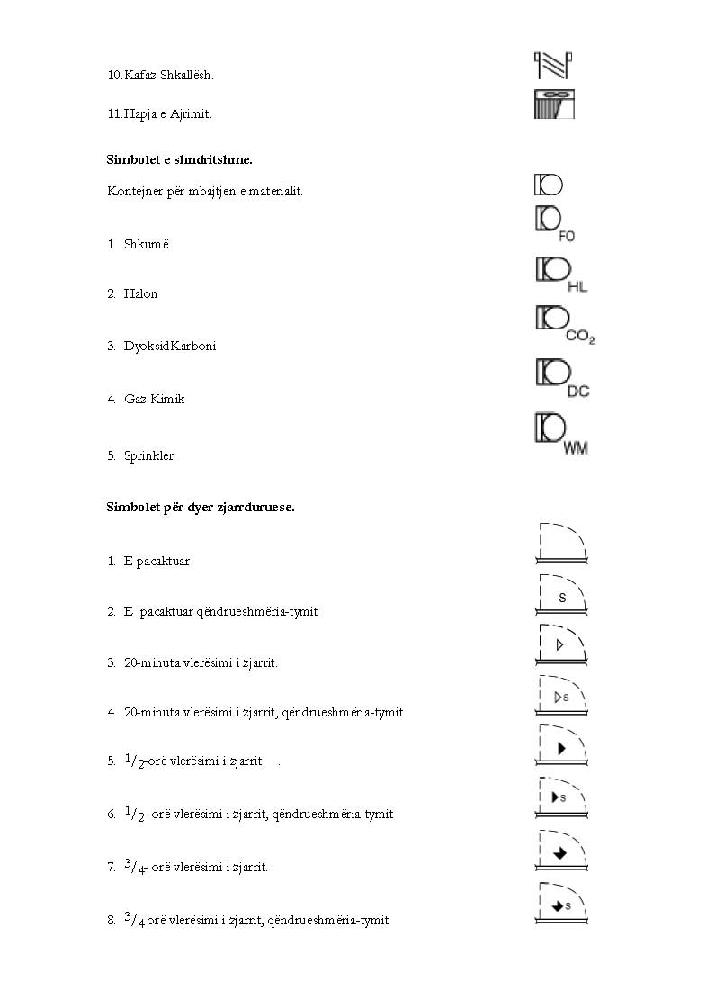 10.Kafaz Shkallësh.
11.Hapja e Ajrimit.
Simbolet e shndritshme.
Kontejner për mbajtjen e materialit.
FO
1. Shkumë
HL
2. Halon
CO₂
3. Dyoksid Karboni
DC
4. Gaz Kimik
WM
5. Sprinkler
Simbolet për dyer zjarrduruese.
1. E pacaktuar
S
2. E pacaktuar qëndrueshmëria-tymit
3. 20-minuta vlerësimi i zjarrit.
S
4. 20-minuta vlerësimi i zjarrit, qëndrueshmëria-tymit
5. 1/2-orë vlerësimi i zjarrit .
S
6. 1/2- orë vlerësimi i zjarrit, qëndrueshmëria-tymit
7. 3/4- orë vlerësimi i zjarrit.
S
8. 3/4 orë vlerësimi i zjarrit, qëndrueshmëria-tymit